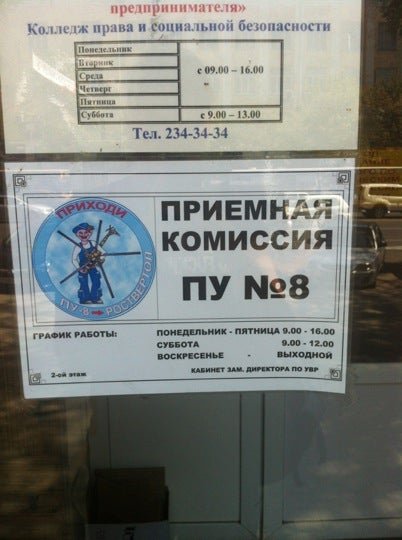 предпринимателя»
Колледж права и социальной безопасности
Понедельник
Вторник
Среда
Четверг
Пятница
с 09.00 – 16.00
Суббота
с 9.00 – 13.00
Тел. 234-34-34
ПРИХОДИ
ПУ-8 → РОСТВЕРТОЛ
ПРИЕМНАЯ
КОМИССИЯ
ПУ №8
ГРАФИК РАБОТЫ:
ПОНЕДЕЛЬНИК - ПЯТНИЦА 9.00 - 16.00
СУББОТА 9.00 - 12.00
ВОСКРЕСЕНЬЕ - ВЫХОДНОЙ
2-ой этаж
КАБИНЕТ ЗАМ. ДИРЕКТОРА ПО УВР